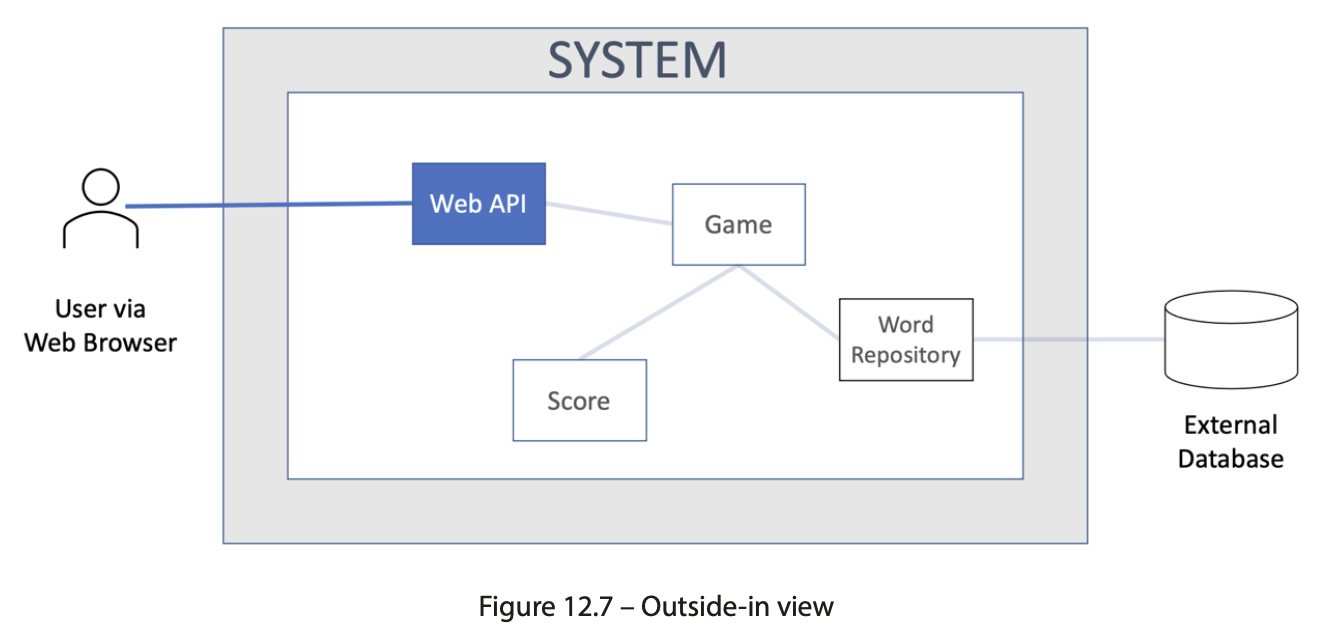 SYSTEM
Web API
Game
User via
Web Browser
Word
Repository
Score
External
Database
Figure 12.7 – Outside-in view